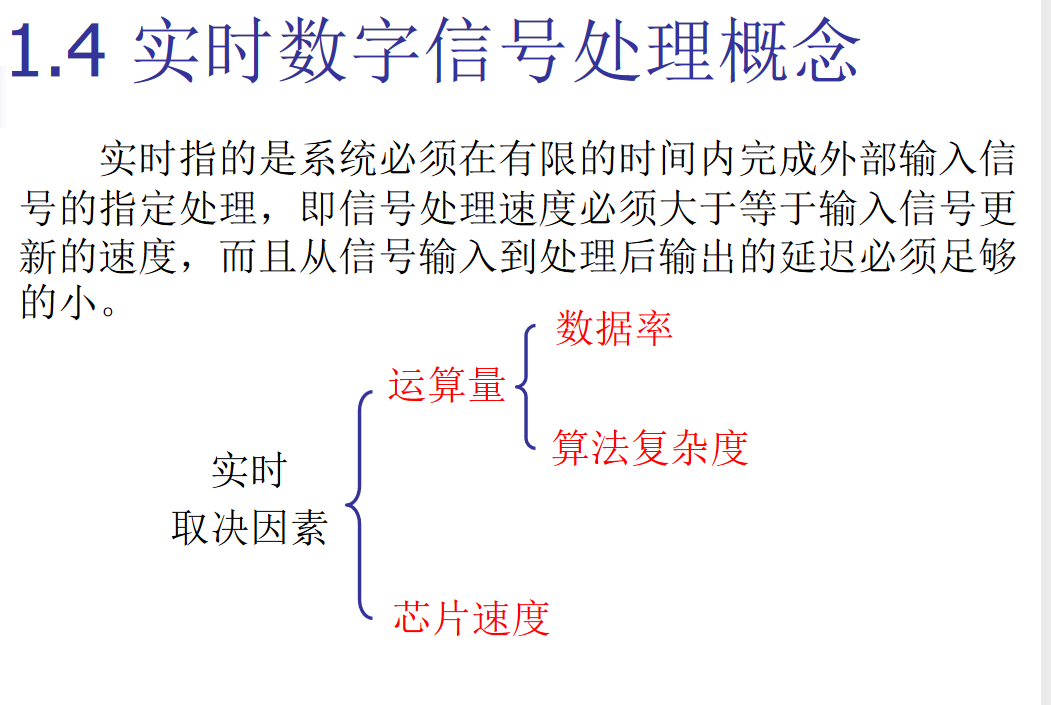 1.4 实时数字信号处理概念
实时指的是系统必须在有限的时间内完成外部输入信
号的指定处理，即信号处理速度必须大于等于输入信号更
新的速度，而且从信号输入到处理后输出的延迟必须足够
的小。
数据率
运算量
算法复杂度
实时
取决因素
芯片速度